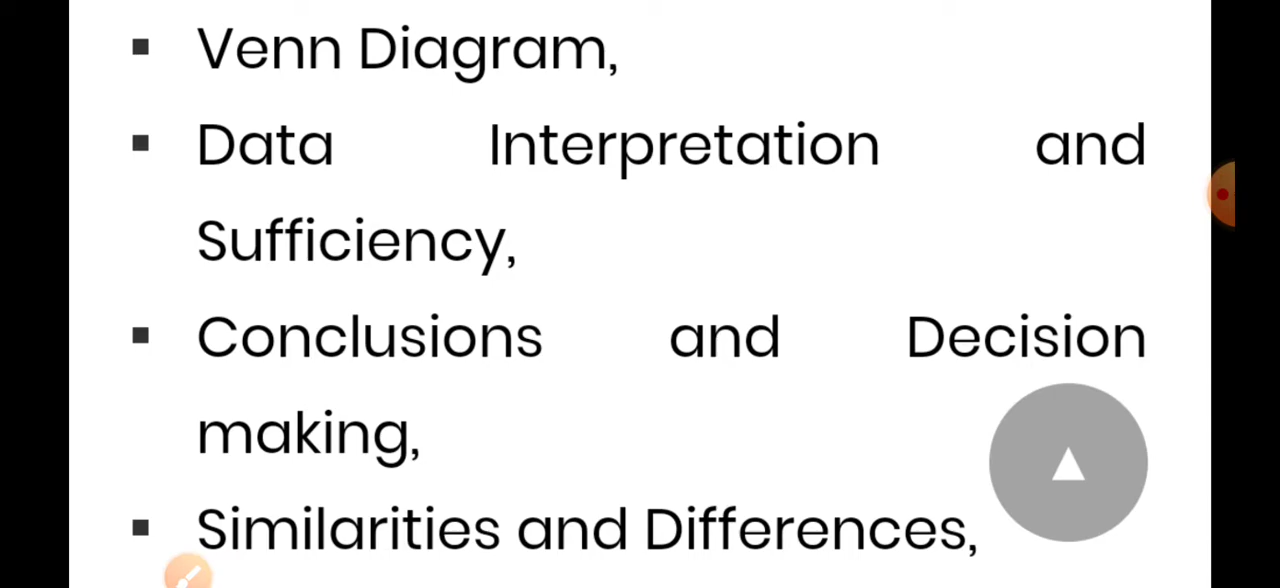 Venn Diagram,
Data Interpretation and
Sufficiency,
Conclusions and Decision
making,
Similarities and Differences,